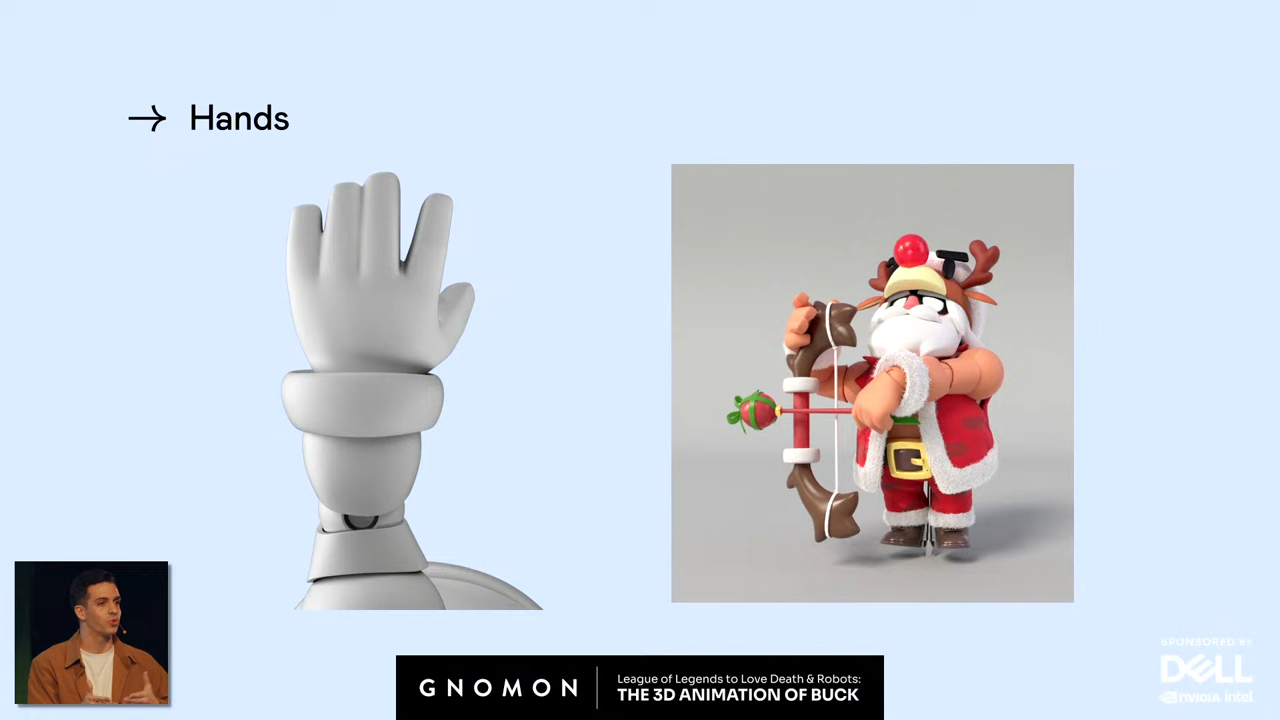 → Hands
GNOMON
League of Legends to Love Death & Robots:
THE 3D ANIMATION OF BUCK
SPONSORED BY
DELL
NVIDIA intel